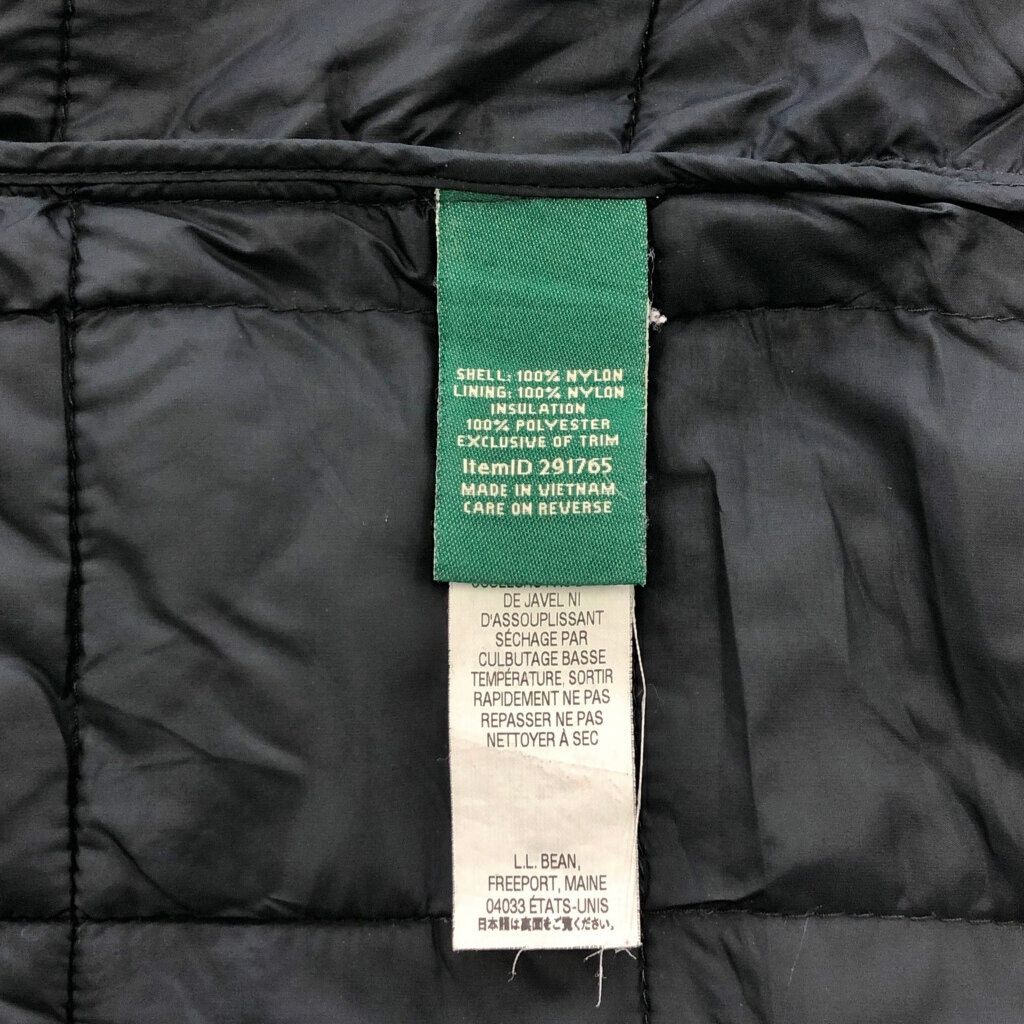 SHELL: 100% NYLON
LINING: 100% NYLON
INSULATION
100% POLYESTER
EXCLUSIVE OF TRIM
ItemID 291765
MADE IN VIETNAM
CARE ON REVERSE
DE JAVEL NI
D'ASSOUPLISSANT
SÉCHAGE PAR
CULBUTAGE BASSE
TEMPÉRATURE, SORTIR
RAPIDEMENT NE PAS
REPASSER NE PAS
NETTOYER À SEC
L.L. BEAN,
FREEPORT, MAINE
04033 ÉTATS-UNIS
日本語は裏面をご覧ください。